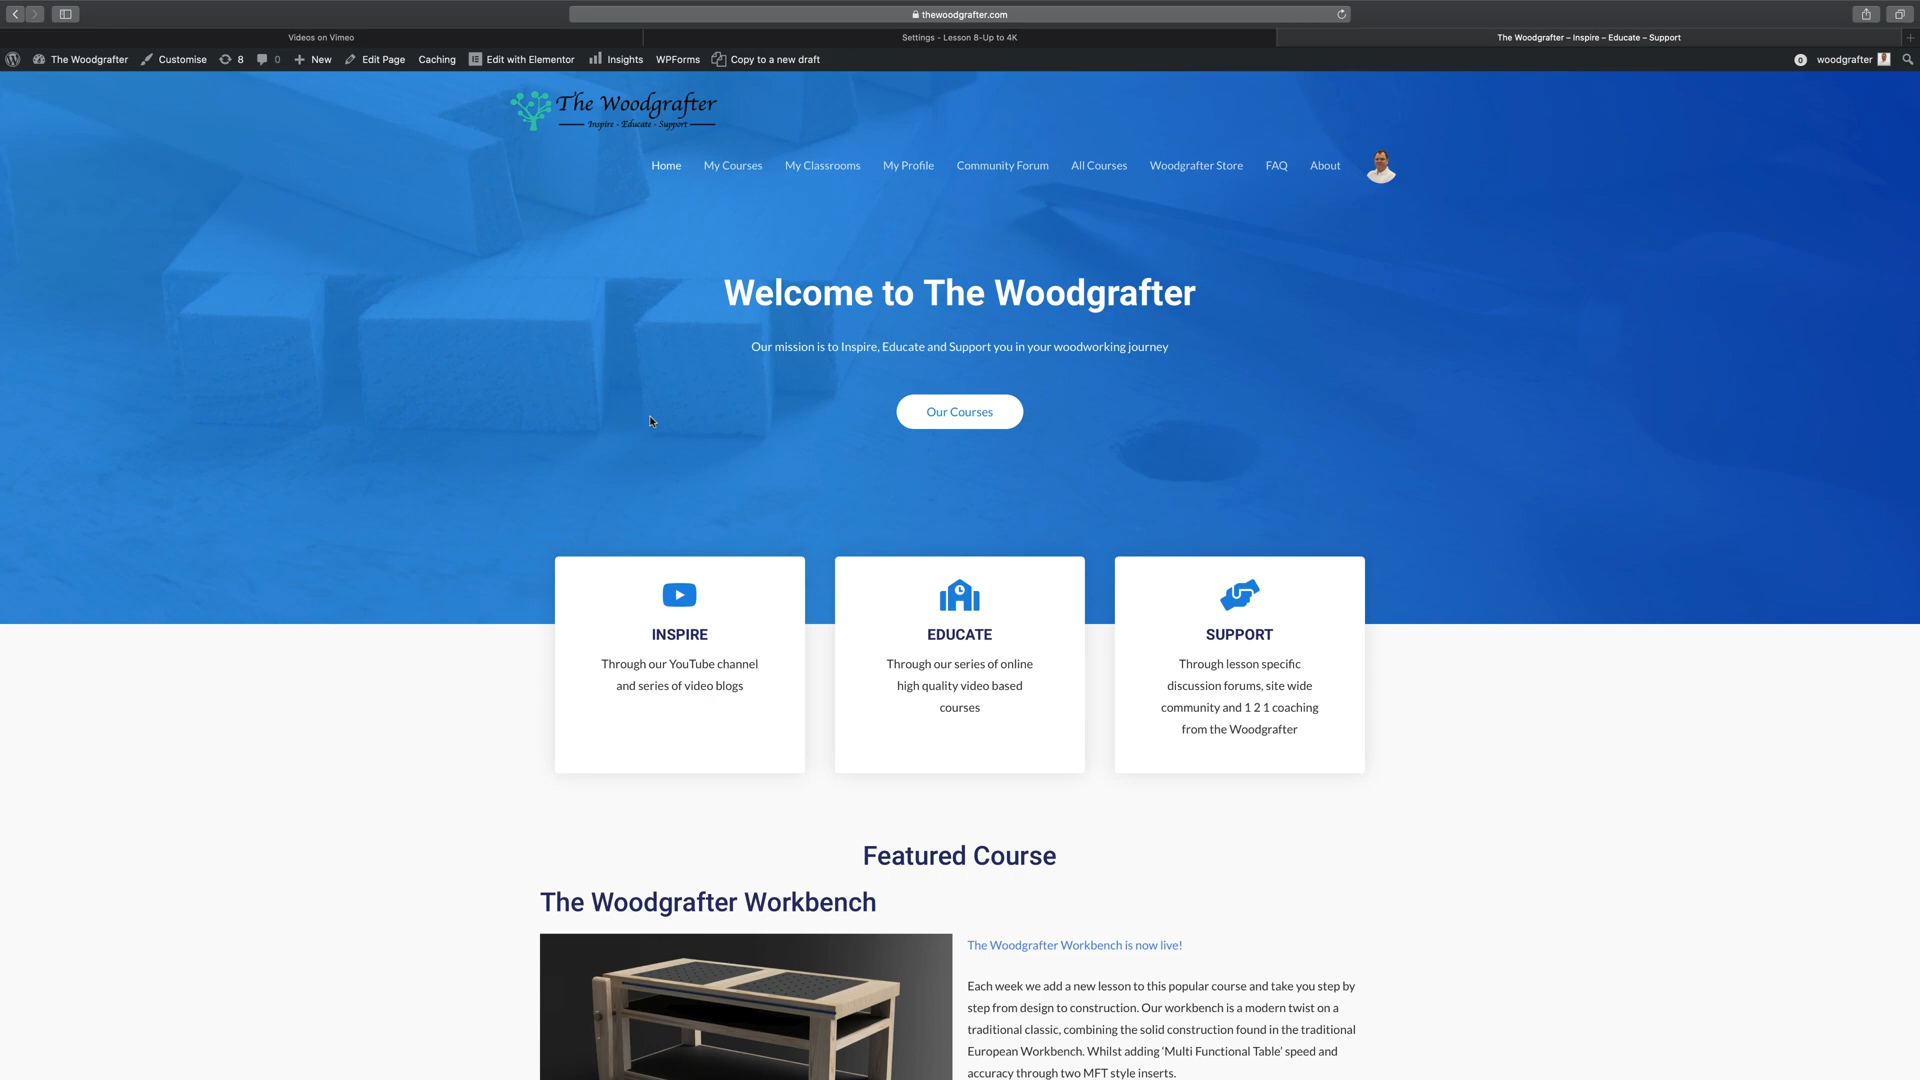 thewoodgrafter.com
Videos on Vimeo
Settings - Lesson 8-Up to 4K
The Woodgrafter – Inspire – Educate – Support
The Woodgrafter
Customise
8
0
New
Edit Page
Caching
Edit with Elementor
Insights
WPForms
Copy to a new draft
0
woodgrafter
The Woodgrafter
Inspire - Educate - Support
Home
My Courses
My Classrooms
My Profile
Community Forum
All Courses
Woodgrafter Store
FAQ
About
Welcome to The Woodgrafter
Our mission is to Inspire, Educate and Support you in your woodworking journey
Our Courses
INSPIRE
Through our YouTube channel
and series of video blogs
EDUCATE
Through our series of online
high quality video based
courses
SUPPORT
Through lesson specific
discussion forums, site wide
community and 1 2 1 coaching
from the Woodgrafter
Featured Course
The Woodgrafter Workbench
The Woodgrafter Workbench is now live!
Each week we add a new lesson to this popular course and take you step by
step from design to construction. Our workbench is a modern twist on a
traditional classic, combining the solid construction found in the traditional
European Workbench. Whilst adding ‘Multi Functional Table’ speed and
accuracy through two MFT style inserts.